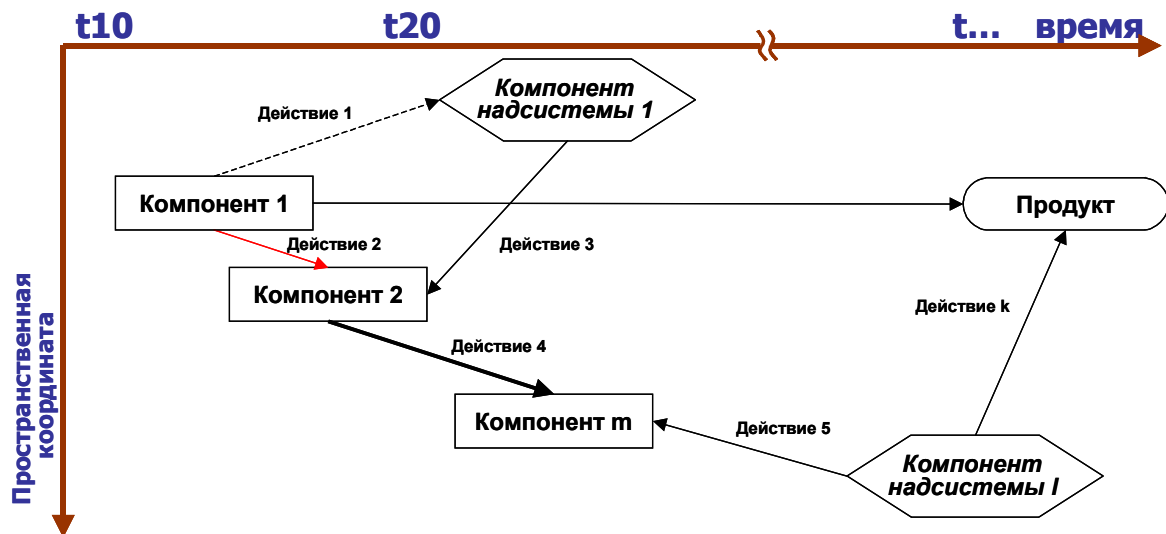 t10
t20
t...
время
Компонент
надсистемы 1
Действие 1
Компонент 1
Продукт
Действие 2
Действие 3
Компонент 2
Действие k
Действие 4
Компонент m
Действие 5
Компонент
надсистемы l
Пространственная
координата